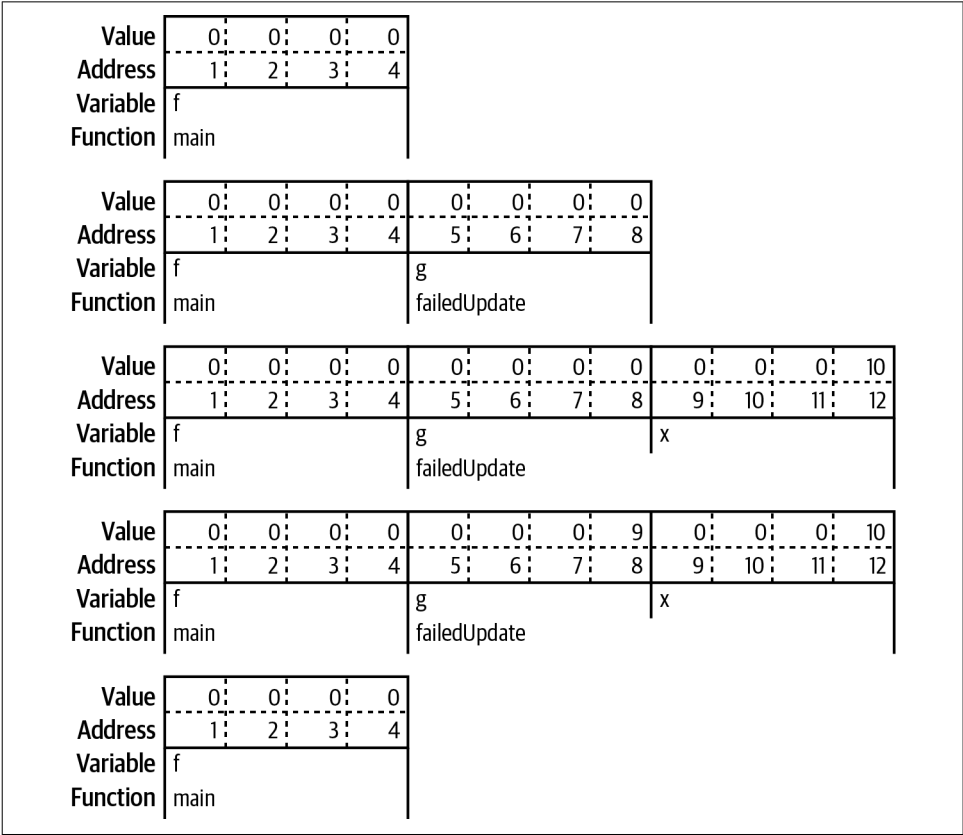 Value 0 0 0 0
Address 1 2 3 4
Variable f
Function main
Value 0 0 0 0 0 0 0 0
Address 1 2 3 4 5 6 7 8
Variable f g
Function main failedUpdate
Value 0 0 0 0 0 0 0 0 0 0 0 10
Address 1 2 3 4 5 6 7 8 9 10 11 12
Variable f g x
Function main failedUpdate
Value 0 0 0 0 0 0 0 9 0 0 0 10
Address 1 2 3 4 5 6 7 8 9 10 11 12
Variable f g x
Function main failedUpdate
Value 0 0 0 0
Address 1 2 3 4
Variable f
Function main